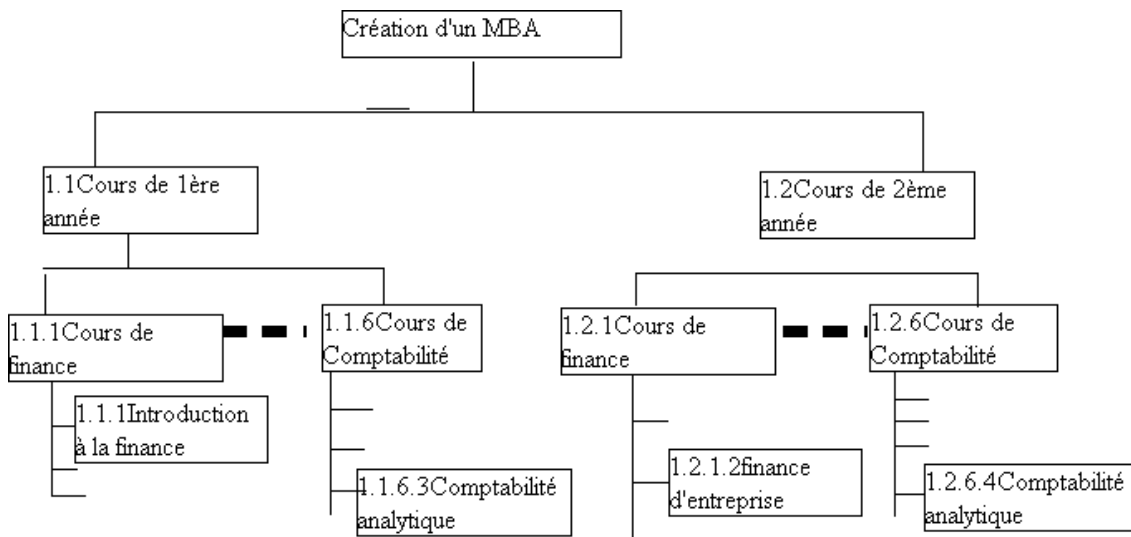 Création d'un MBA
1.1Cours de 1ère
année
1.2Cours de 2ème
année
1.1.1Cours de
finance
1.1.6Cours de
Comptabilité
1.2.1Cours de
finance
1.2.6Cours de
Comptabilité
1.1.1Introduction
à la finance
1.1.6.3Comptabilité
analytique
1.2.1.2finance
d'entreprise
1.2.6.4Comptabilité
analytique